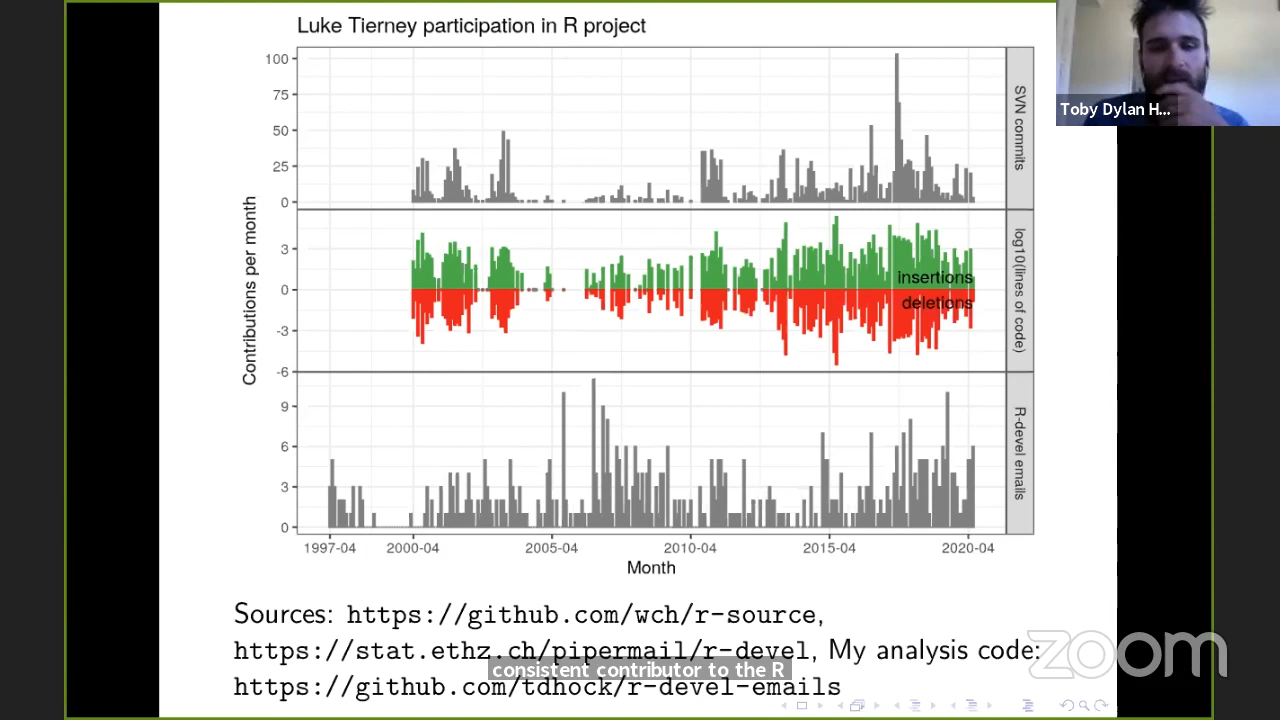 Luke Tierney participation in R project
Toby Dylan H...
Contributions per month
100
75
50
25
0
SVN commits
3
0
-3
-6
insertions
deletions
log10(lines of code)
9
6
3
0
R-devel emails
1997-04 2000-04 2005-04 2010-04 2015-04 2020-04
Month
Sources: https://github.com/wch/r-source,
https://stat.ethz.ch/pipermail/r-devel, My analysis code:
consistent contributor to the R
https://github.com/tdhock/r-devel-emails
zoom